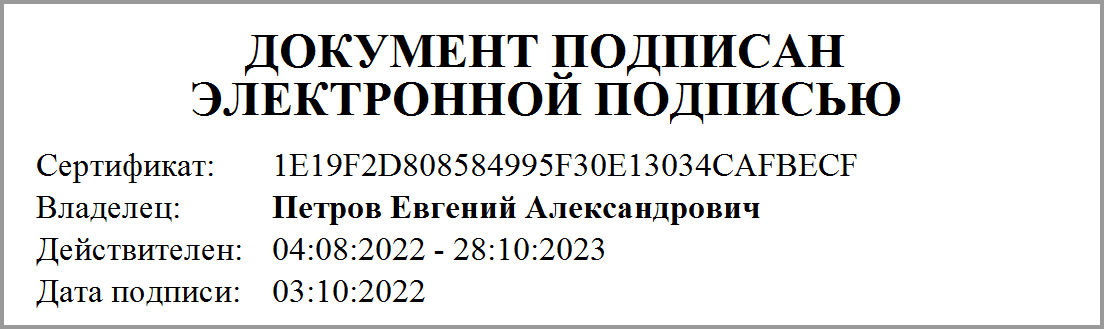 ДОКУМЕНТ ПОДПИСАН
ЭЛЕКТРОННОЙ ПОДПИСЬЮ
Сертификат: 1E19F2D808584995F30E13034CAFBECF
Владелец: Петров Евгений Александрович
Действителен: 04:08:2022 - 28:10:2023
Дата подписи: 03:10:2022